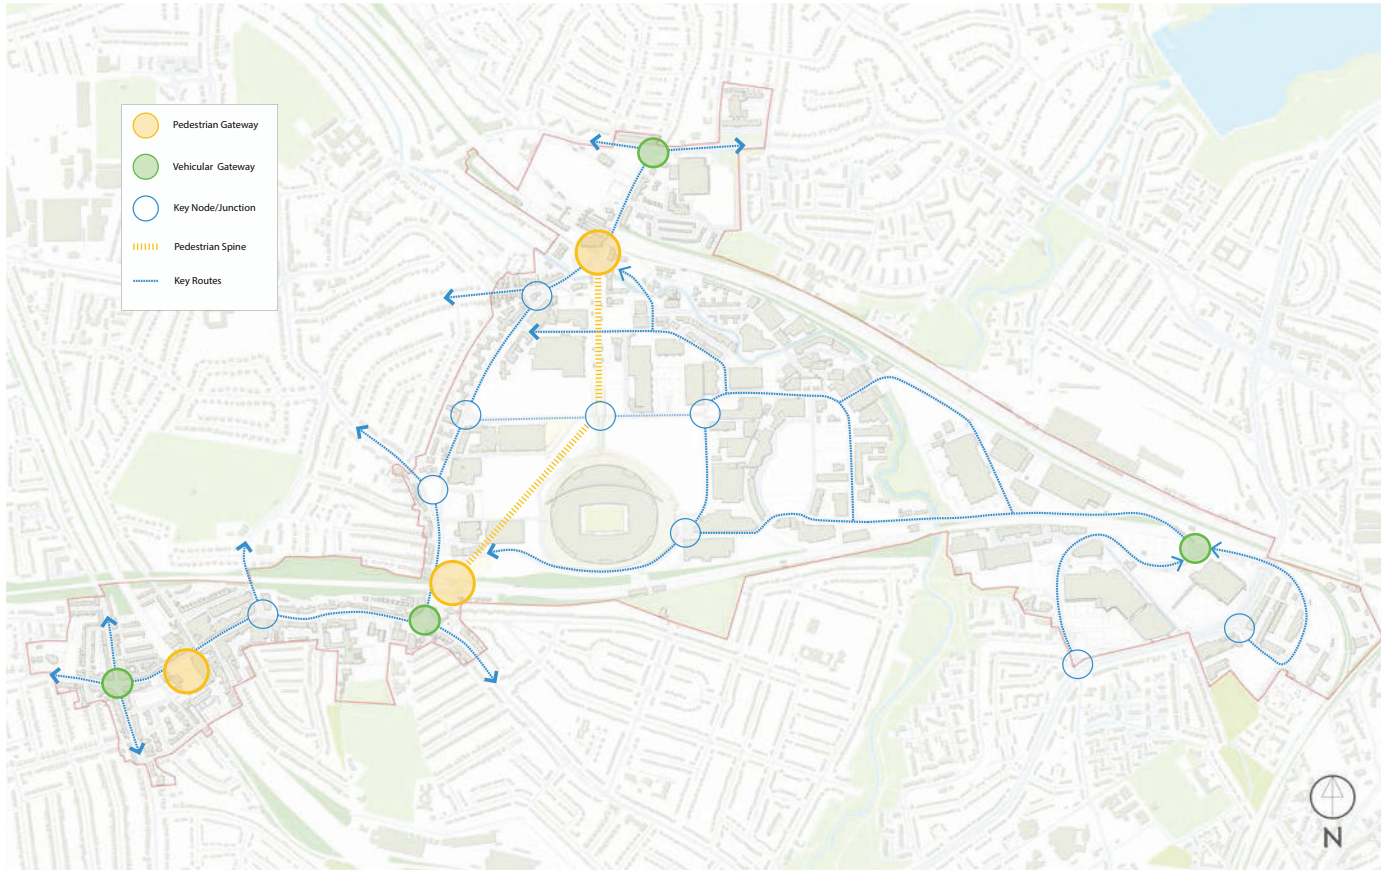 Pedestrian Gateway
Vehicular Gateway
Key Node/Junction
Pedestrian Spine
Key Routes
N